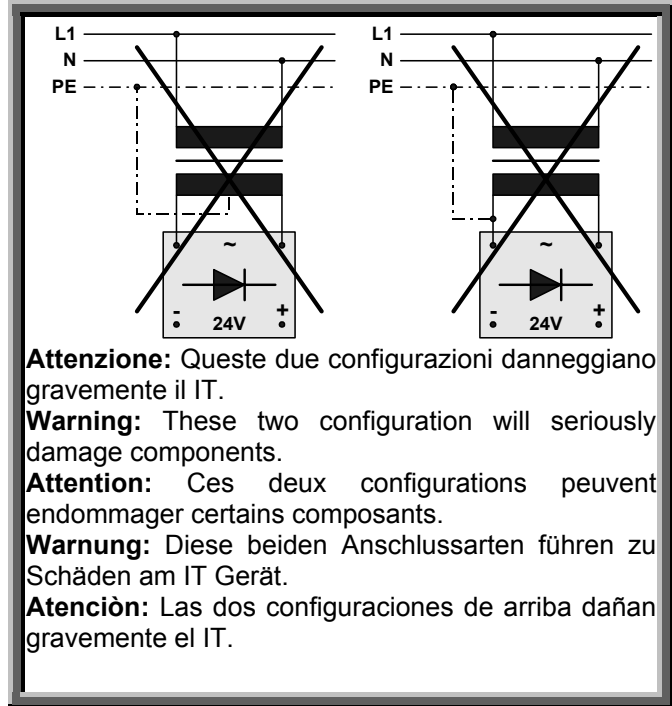 L1 L1
N N
PE PE
~ ~
- + - +
24V 24V
Attenzione: Queste due configurazioni danneggiano
gravemente il IT.
Warning: These two configuration will seriously
damage components.
Attention: Ces deux configurations peuvent
endommager certains composants.
Warnung: Diese beiden Anschlussarten führen zu
Schäden am IT Gerät.
Atenciòn: Las dos configuraciones de arriba dañan
gravemente el IT.